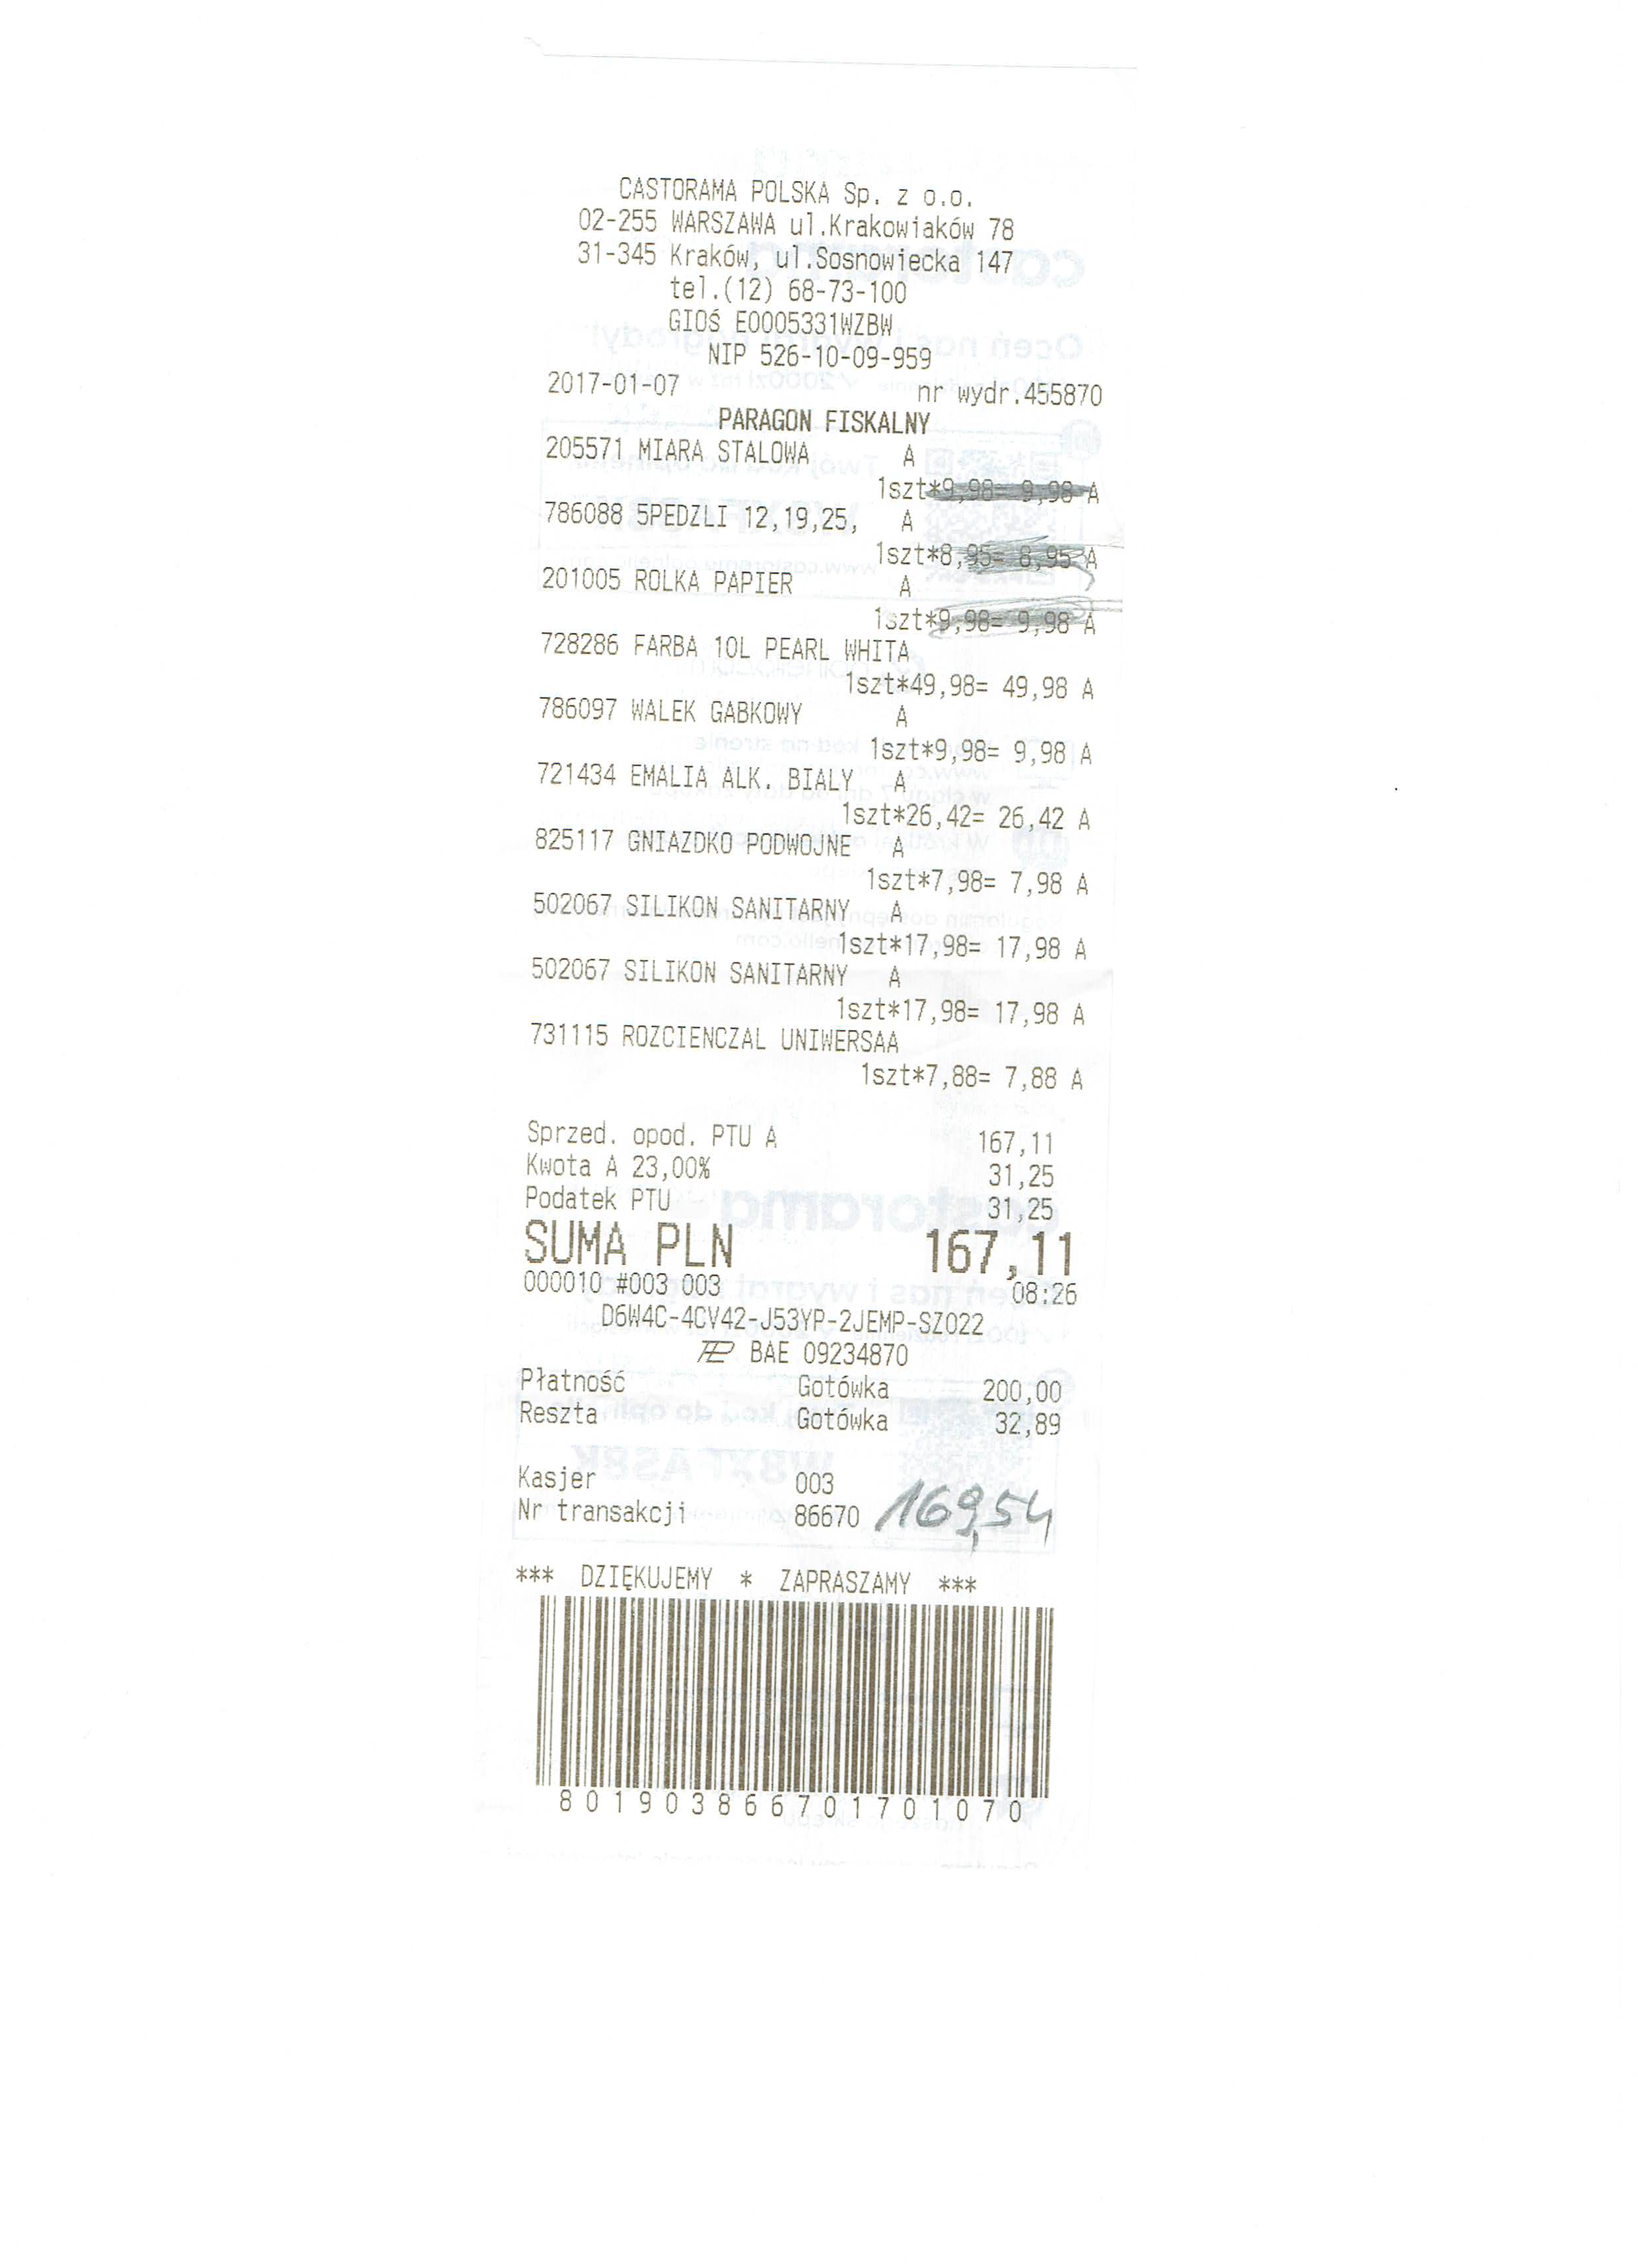 CASTORAMA POLSKA Sp. z o.o.
02-255 WARSZAWA ul.Krakowiaków 78
31-345 Kraków, ul.Sosnowiecka 147
tel.(12) 68-73-100
GIOŚ E0005331WZBW
NIP 526-10-09-959
2017-01-07 nr wydr.455870
PARAGON FISKALNY
205571 MIARA STALOWA A
1szt*9,98= 9,98 A
786088 5PEDZLI 12,19,25, A
1szt*8,95= 8,95 A
201005 ROLKA PAPIER A
1szt*9,98= 9,98 A
728286 FARBA 10L PEARL WHITA
1szt*49,98= 49,98 A
786097 WALEK GABKOWY A
1szt*9,98= 9,98 A
721434 EMALIA ALK. BIALY A
1szt*26,42= 26,42 A
825117 GNIAZDKO PODWOJNE A
1szt*7,98= 7,98 A
502067 SILIKON SANITARNY A
1szt*17,98= 17,98 A
502067 SILIKON SANITARNY A
1szt*17,98= 17,98 A
731115 ROZCIENCZAL UNIWERSAA
1szt*7,88= 7,88 A
Sprzed. opod. PTU A 167,11
Kwota A 23,00% 31,25
Podatek PTU 31,25
SUMA PLN 167,11
000010 #003 003 08:26
D6W4C-4CV42-J53YP-2JEMP-SZ022
BAE 09234870
Płatność Gotówka 200,00
Reszta Gotówka 32,89
Kasjer 003
Nr transakcji 86670 169,54
*** DZIĘKUJEMY * ZAPRASZAMY ***
801903866701701070